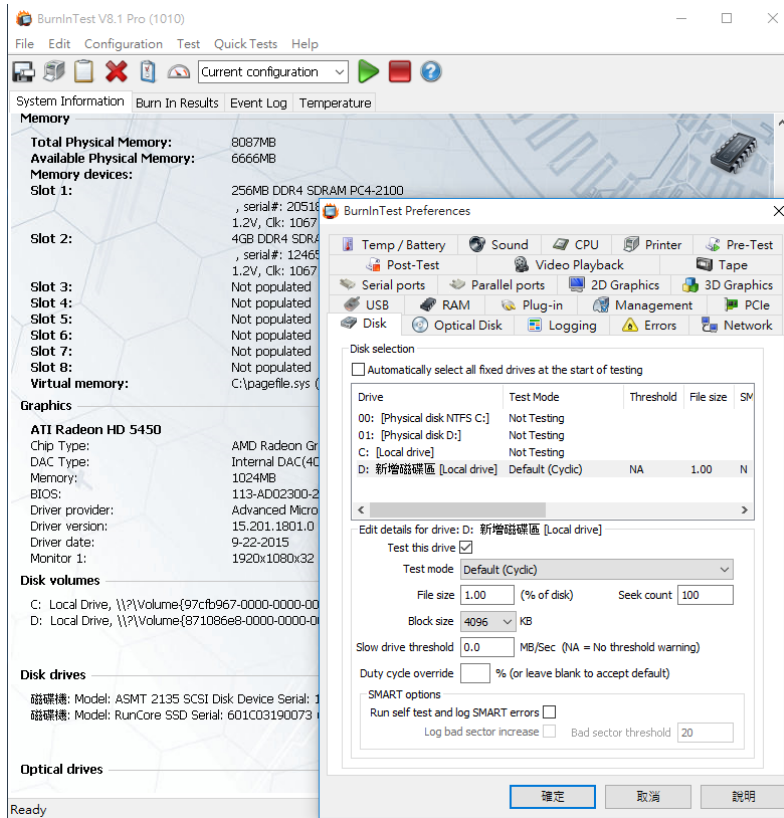 BurnInTest V8.1 Pro (1010)
File Edit Configuration Test Quick Tests Help
Current configuration
System Information Burn In Results Event Log Temperature
Memory
Total Physical Memory: 8087MB
Available Physical Memory: 6666MB
Memory devices:
Slot 1: 256MB DDR4 SDRAM PC4-2100
, serial#: 20518
1.2V, Clk: 1067
Slot 2: 4GB DDR4 SDRA
, serial#: 12465
1.2V, Clk: 1067
Slot 3: Not populated
Slot 4: Not populated
Slot 5: Not populated
Slot 6: Not populated
Slot 7: Not populated
Slot 8: Not populated
Virtual memory: C:\pagefile.sys (
Graphics
ATI Radeon HD 5450
Chip Type: AMD Radeon Gr
DAC Type: Internal DAC(40
Memory: 1024MB
BIOS: 113-AD02300-2
Driver provider: Advanced Micro
Driver version: 15.201.1801.0
Driver date: 9-22-2015
Monitor 1: 1920x1080x32
Disk volumes
C: Local Drive, \\?\Volume{97cfb967-0000-0000-00
D: Local Drive, \\?\Volume{871086e8-0000-0000-0
Disk drives
磁碟機: Model: ASMT 2135 SCSI Disk Device Serial: 1
磁碟機: Model: RunCore SSD Serial: 601C03190073
Optical drives
Ready
BurnInTest Preferences
Temp / Battery Sound CPU Printer Pre-Test
Post-Test Video Playback Tape
Serial ports Parallel ports 2D Graphics 3D Graphics
USB RAM Plug-in Management PCIe
Disk Optical Disk Logging Errors Network
Disk selection
Automatically select all fixed drives at the start of testing
Drive Test Mode Threshold File size SM
00: [Physical disk NTFS C:] Not Testing
01: [Physical disk D:] Not Testing
C: [Local drive] Not Testing
D: 新增磁碟區 [Local drive] Default (Cyclic) NA 1.00 N
Edit details for drive: D: 新增磁碟區 [Local drive]
Test this drive
Test mode Default (Cyclic)
File size 1.00 (% of disk) Seek count 100
Block size 4096 KB
Slow drive threshold 0.0 MB/Sec (NA = No threshold warning)
Duty cycle override % (or leave blank to accept default)
SMART options
Run self test and log SMART errors
Log bad sector increase Bad sector threshold 20
確定 取消 說明